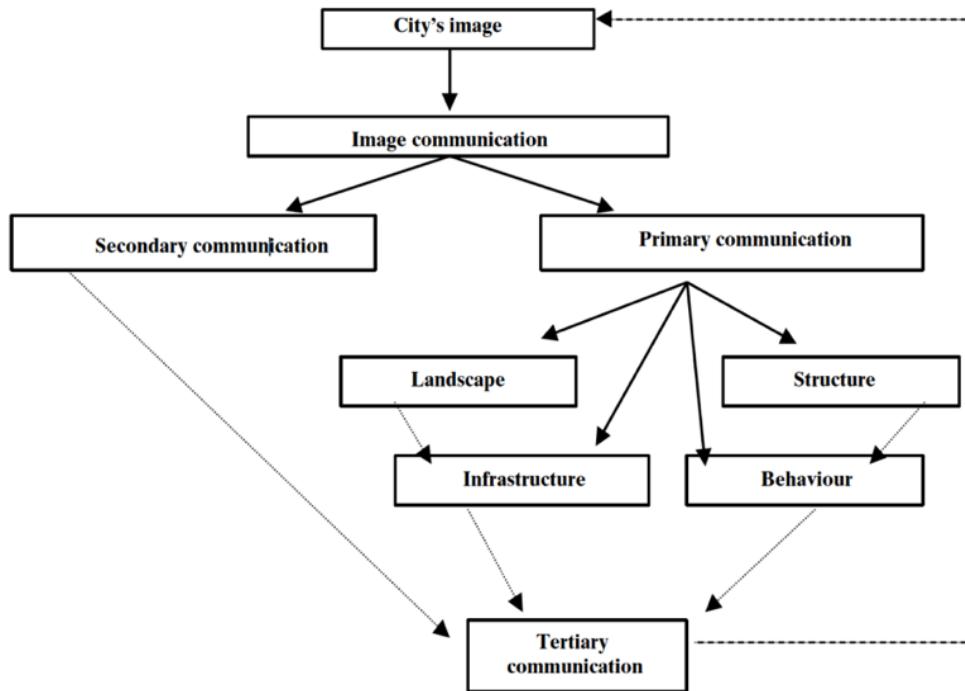 City's image
Image communication
Secondary communication
Primary communication
Landscape
Structure
Infrastructure
Behaviour
Tertiary
communication